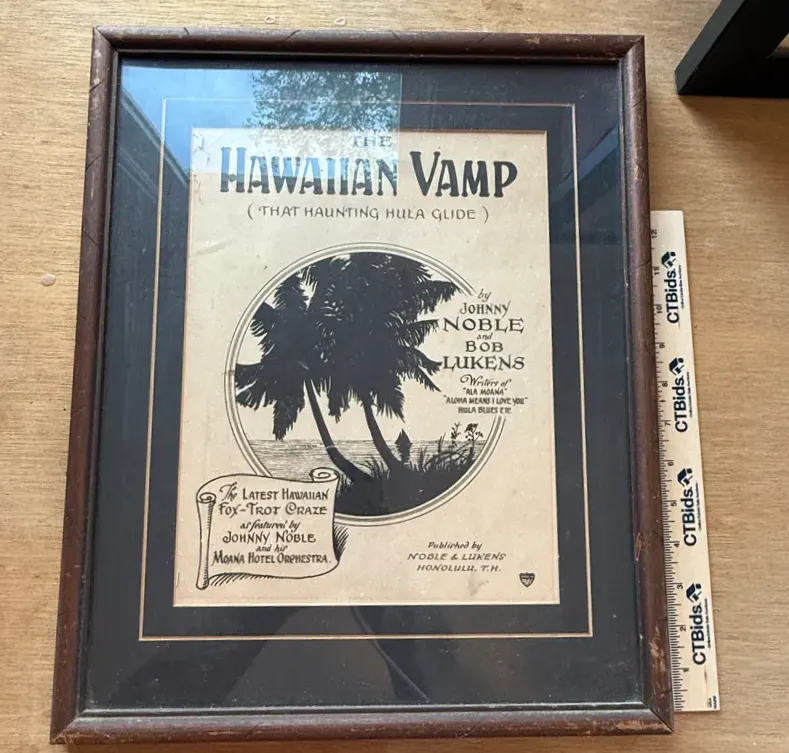 THE
HAWAIIAN VAMP
( THAT HAUNTING HULA GLIDE )
by
JOHNNY
NOBLE
and
BOB
LUKENS
Writers of
"ALA MOANA"
"ALOHA MEANS I LOVE YOU"
HULA BLUES ETC.
The LATEST HAWAIIAN
FOX-TROT CRAZE
as featured by
JOHNNY NOBLE
and his
MOANA HOTEL ORCHESTRA.
Published by
NOBLE & LUKENS
HONOLULU, T.H.
CTBids.
CTBids.
CTBids.
CTBids.